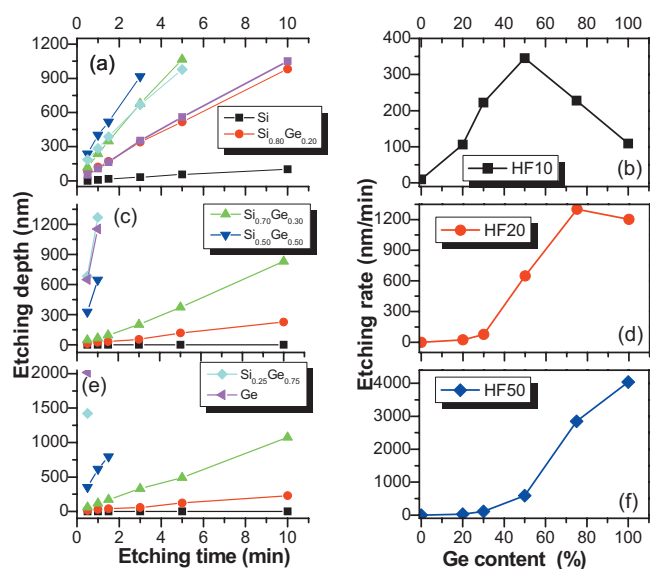 0 2 4 6 8 10
0 20 40 60 80 100
1200
900
600
300
0
(a)
Si
Si0.80Ge0.20
400
300
200
100
0
HF10
(b)
1200
900
600
300
0
(c)
Si0.70Ge0.30
Si0.50Ge0.50
1200
900
600
300
0
HF20
(d)
2000
1500
1000
500
0
(e)
Si0.25Ge0.75
Ge
4000
3000
2000
1000
0
HF50
(f)
Etching depth (nm)
Etching rate (nm/min)
0 2 4 6 8 10
0 20 40 60 80 100
Etching time (min)
Ge content (%)